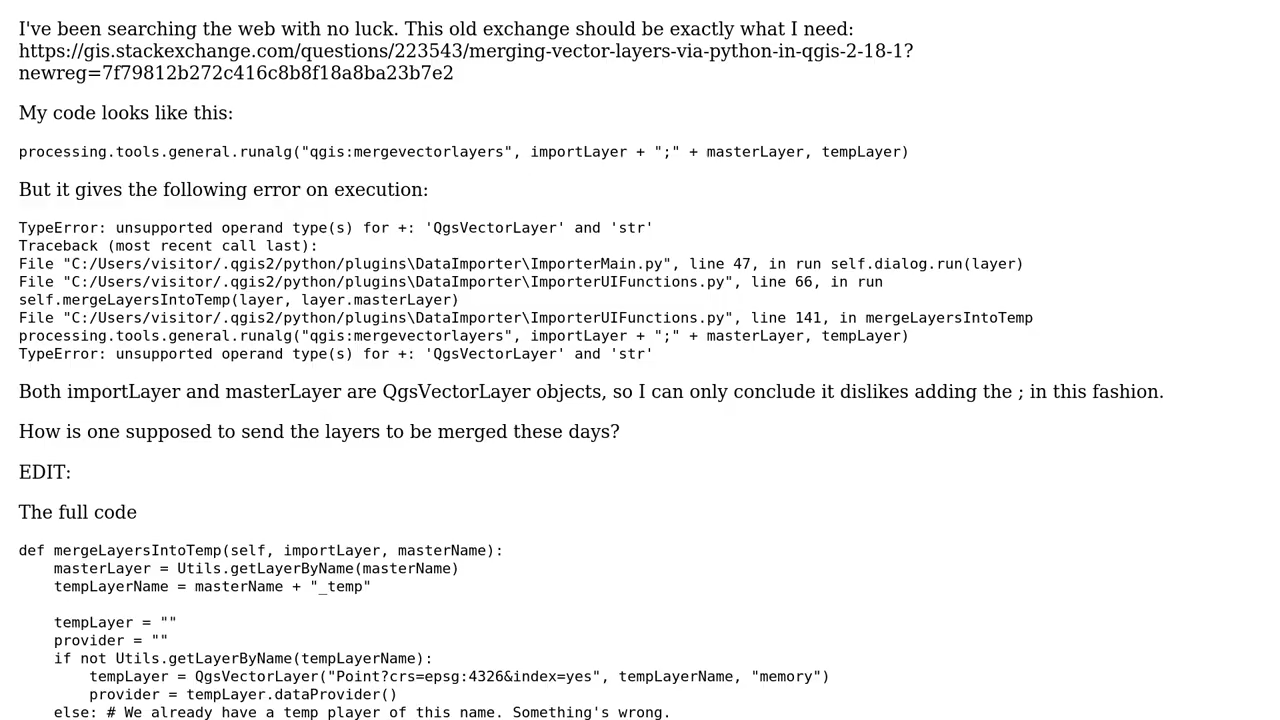 I've been searching the web with no luck. This old exchange should be exactly what I need:
https://gis.stackexchange.com/questions/223543/merging-vector-layers-via-python-in-qgis-2-18-1?
newreg=7f79812b272c416c8b8f18a8ba23b7e2
My code looks like this:
processing.tools.general.runalg("qgis:mergevectorlayers", importLayer + ";" + masterLayer, tempLayer)
But it gives the following error on execution:
TypeError: unsupported operand type(s) for +: 'QgsVectorLayer' and 'str'
Traceback (most recent call last):
File "C:/Users/visitor/.qgis2/python/plugins\DataImporter\ImporterMain.py", line 47, in run self.dialog.run(layer)
File "C:/Users/visitor/.qgis2/python/plugins\DataImporter\ImporterUIFunctions.py", line 66, in run
self.mergeLayersIntoTemp(layer, layer.masterLayer)
File "C:/Users/visitor/.qgis2/python/plugins\DataImporter\ImporterUIFunctions.py", line 141, in mergeLayersIntoTemp
processing.tools.general.runalg("qgis:mergevectorlayers", importLayer + ";" + masterLayer, tempLayer)
TypeError: unsupported operand type(s) for +: 'QgsVectorLayer' and 'str'
Both importLayer and masterLayer are QgsVectorLayer objects, so I can only conclude it dislikes adding the ; in this fashion.
How is one supposed to send the layers to be merged these days?
EDIT:
The full code
def mergeLayersIntoTemp(self, importLayer, masterName):
    masterLayer = Utils.getLayerByName(masterName)
    tempLayerName = masterName + "_temp"
    tempLayer = ""
    provider = ""
    if not Utils.getLayerByName(tempLayerName):
        tempLayer = QgsVectorLayer("Point?crs=epsg:4326&index=yes", tempLayerName, "memory")
        provider = tempLayer.dataProvider()
    else: # We already have a temp player of this name. Something's wrong.